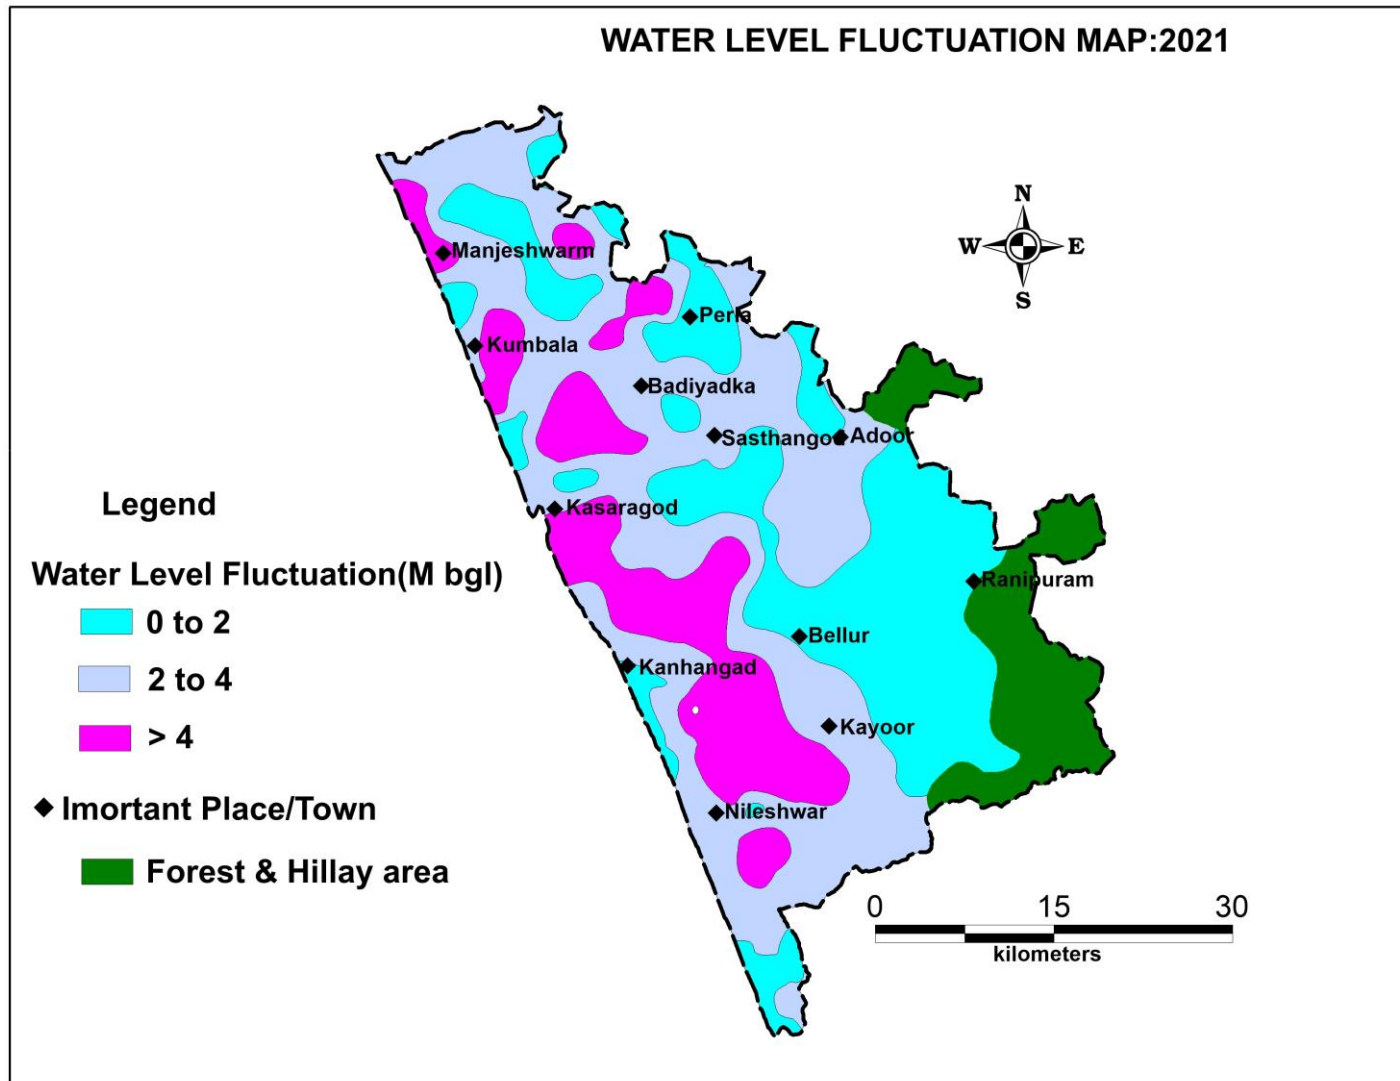 WATER LEVEL FLUCTUATION MAP:2021
N
W E
S
Manjeshwarm
Perla
Kumbala
Badiyadka
Sasthangod
Adoor
Kasaragod
Ranipuram
Bellur
Kanhangad
Kayoor
Nileshwar
Legend
Water Level Fluctuation(M bgl)
0 to 2
2 to 4
> 4
Imortant Place/Town
Forest & Hillay area
0 15 30
kilometers